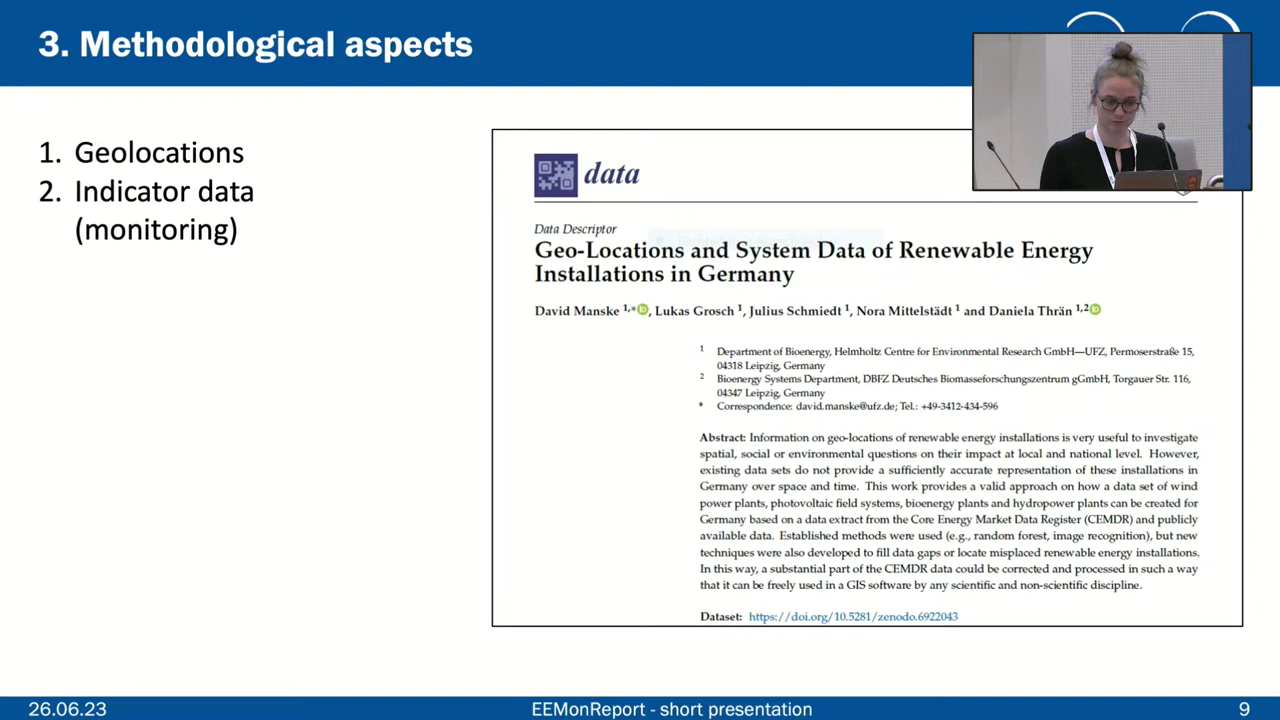 3. Methodological aspects
1. Geolocations
2. Indicator data
(monitoring)
data
Data Descriptor
Geo-Locations and System Data of Renewable Energy
Installations in Germany
David Manske 1,*, Lukas Grosch 1, Julius Schmiedt 1, Nora Mittelstädt 1 and Daniela Thrän 1,2
1 Department of Bioenergy, Helmholtz Centre for Environmental Research GmbH—UFZ, Permoserstraße 15,
04318 Leipzig, Germany
2 Bioenergy Systems Department, DBFZ Deutsches Biomasseforschungszentrum gGmbH, Torgauer Str. 116,
04347 Leipzig, Germany
* Correspondence: david.manske@ufz.de; Tel.: +49-3412-434-596
Abstract: Information on geo-locations of renewable energy installations is very useful to investigate
spatial, social or environmental questions on their impact at local and national level. However,
existing data sets do not provide a sufficiently accurate representation of these installations in
Germany over space and time. This work provides a valid approach on how a data set of wind
power plants, photovoltaic field systems, bioenergy plants and hydropower plants can be created for
Germany based on a data extract from the Core Energy Market Data Register (CEMDR) and publicly
available data. Established methods were used (e.g., random forest, image recognition), but new
techniques were also developed to fill data gaps or locate misplaced renewable energy installations.
In this way, a substantial part of the CEMDR data could be corrected and processed in such a way
that it can be freely used in a GIS software by any scientific and non-scientific discipline.
Dataset: https://doi.org/10.5281/zenodo.6922043
26.06.23
EEMonReport - short presentation
9